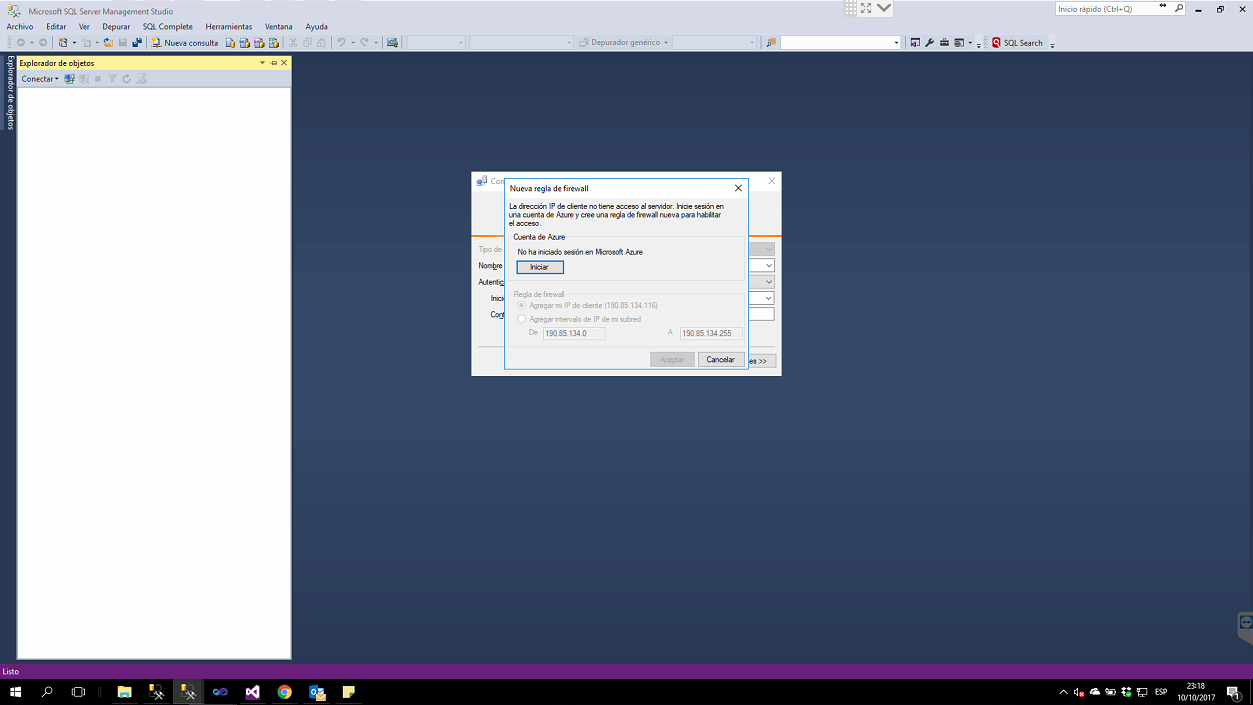 Microsoft SQL Server Management Studio
Inicio rápido (Ctrl+Q)
Archivo Editar Ver Depurar SQL Complete Herramientas Ventana Ayuda
Nueva consulta
Depurador genérico
SQL Search
Explorador de objetos
Explorador de objetos
Conectar
Nueva regla de firewall
La dirección IP de cliente no tiene acceso al servidor. Inicie sesión en
una cuenta de Azure y cree una regla de firewall nueva para habilitar
el acceso.
Cuenta de Azure
Tipo de
No ha iniciado sesión en Microsoft Azure
Nombre
Iniciar
Autentic
Regla de firewall
Inici
Agregar mi IP de cliente (190.85.134.116)
Cont
Agregar intervalo de IP de mi subred
De 190.85.134.0 A 190.85.134.255
Aceptar Cancelar
es >>
Listo
ESP
23:18
10/10/2017
1